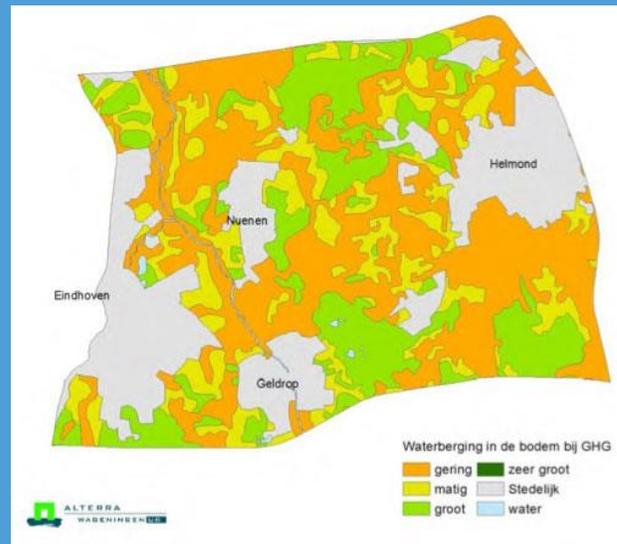 Helmond
Nuenen
Eindhoven
Geldrop
Waterberging in de bodem bij GHG
gering
zeer groot
matig
Stedelijk
groot
water
ALTERRA
WAGENINGEN UR